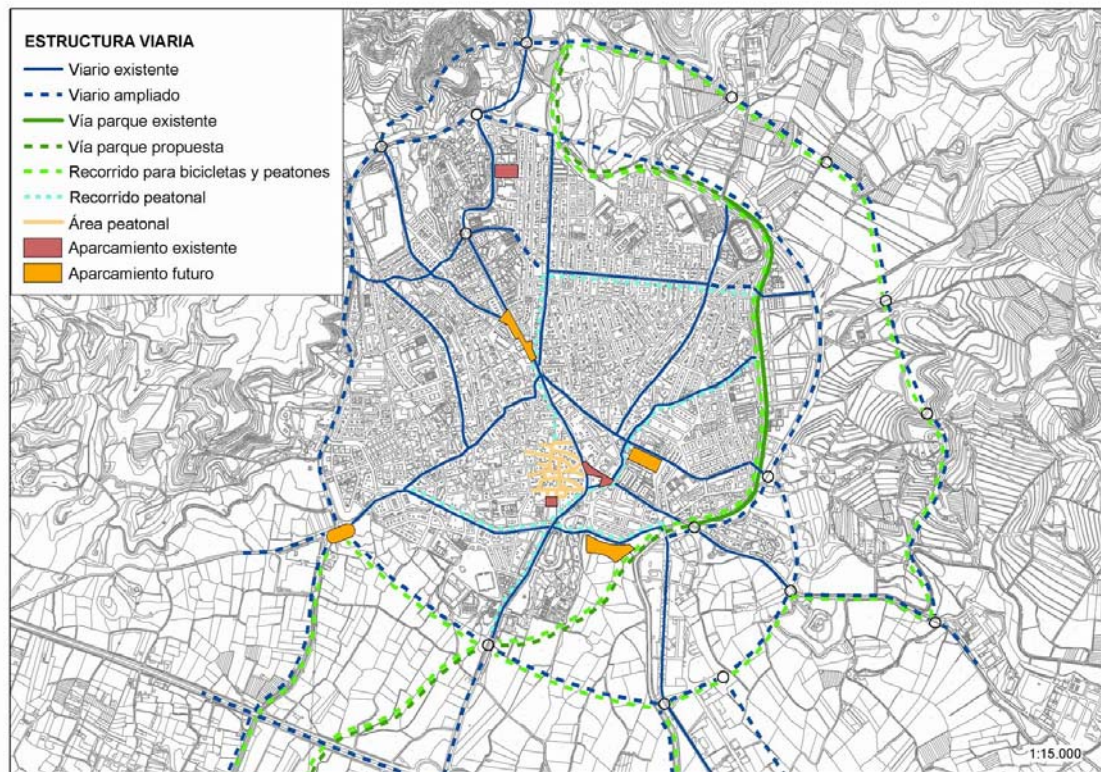 ESTRUCTURA VIARIA
Viario existente
Viario ampliado
Vía parque existente
Vía parque propuesta
Recorrido para bicicletas y peatones
Recorrido peatonal
Área peatonal
Aparcamiento existente
Aparcamiento futuro
1:15.000